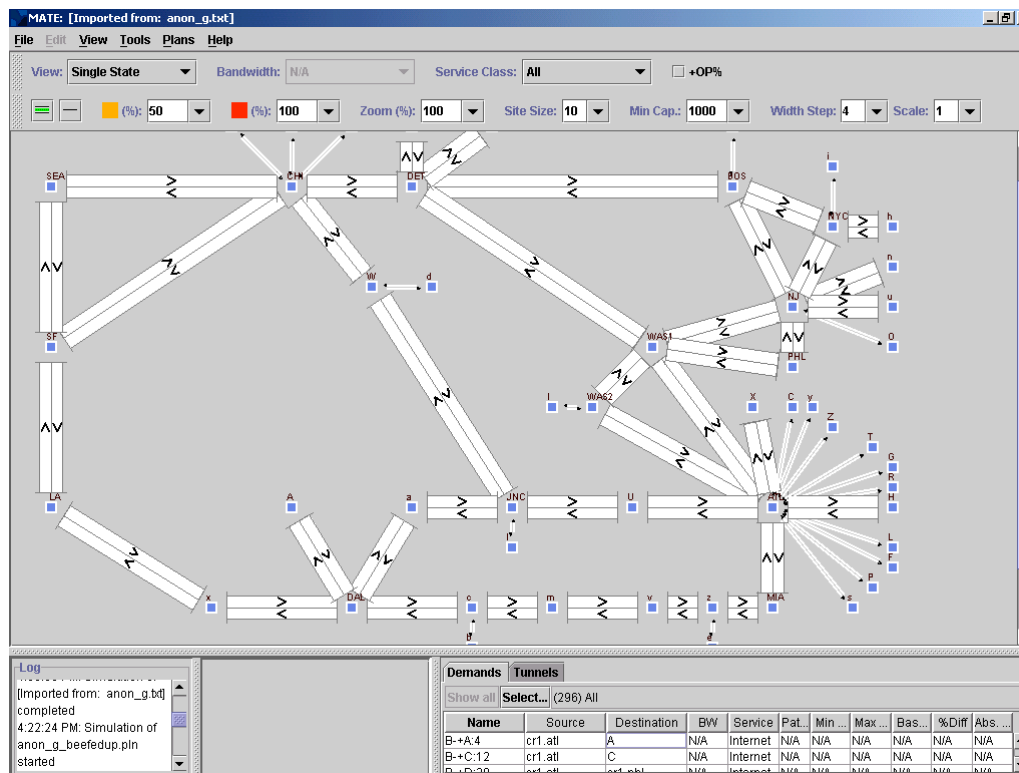 MATE: [Imported from: anon_g.txt]
File Edit View Tools Plans Help
View: Single State Bandwidth: N/A Service Class: All +OP%
(%): 50 (%): 100 Zoom (%): 100 Site Size: 10 Min Cap.: 1000 Width Step: 4 Scale: 1
SEA CHI DET BOS i
NYC h
n
W d
NJ u
SF WAS1 O
PHL
l WAS2 X C y
Z
T
G
R
LA A a JNC U ATL H
L
F
P
x DAL c m v z MIA s
Log
[Imported from: anon_g.txt]
completed
4:22:24 PM: Simulation of
anon_g_beefedup.pln
started
Demands Tunnels
Show all Select... (296) All
Name Source Destination BW Service Pat... Min ... Max ... Bas... %Diff Abs. ...
B-+A:4 cr1.atl A N/A Internet N/A N/A N/A N/A N/A N/A
B-+C:12 cr1.atl C N/A Internet N/A N/A N/A N/A N/A N/A